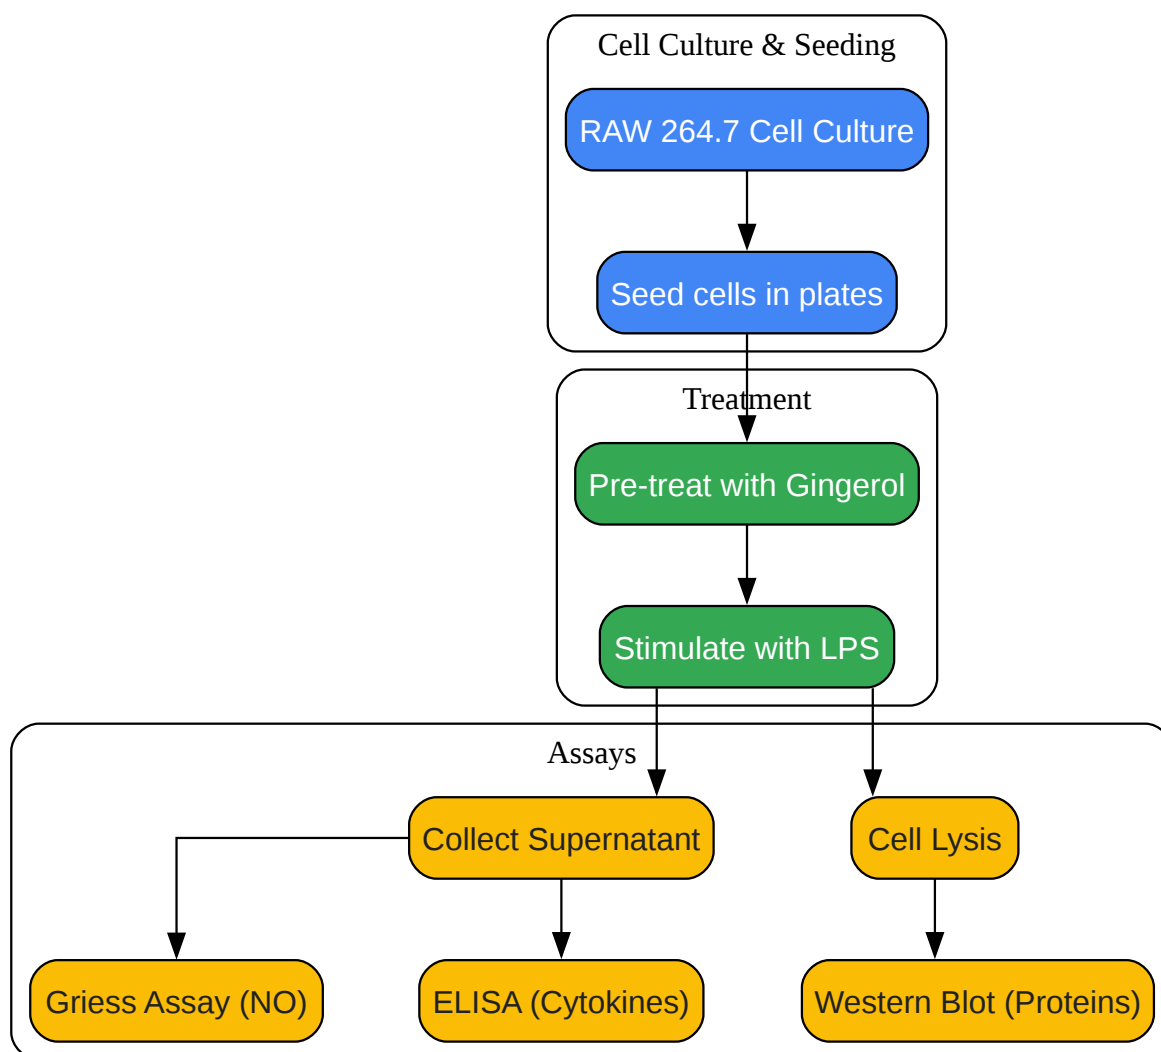 Cell Culture & Seeding
RAW 264.7 Cell Culture
Seed cells in plates
Treatment
Pre-treat with Gingerol
Stimulate with LPS
Assays
Collect Supernatant
Cell Lysis
Griess Assay (NO)
ELISA (Cytokines)
Western Blot (Proteins)